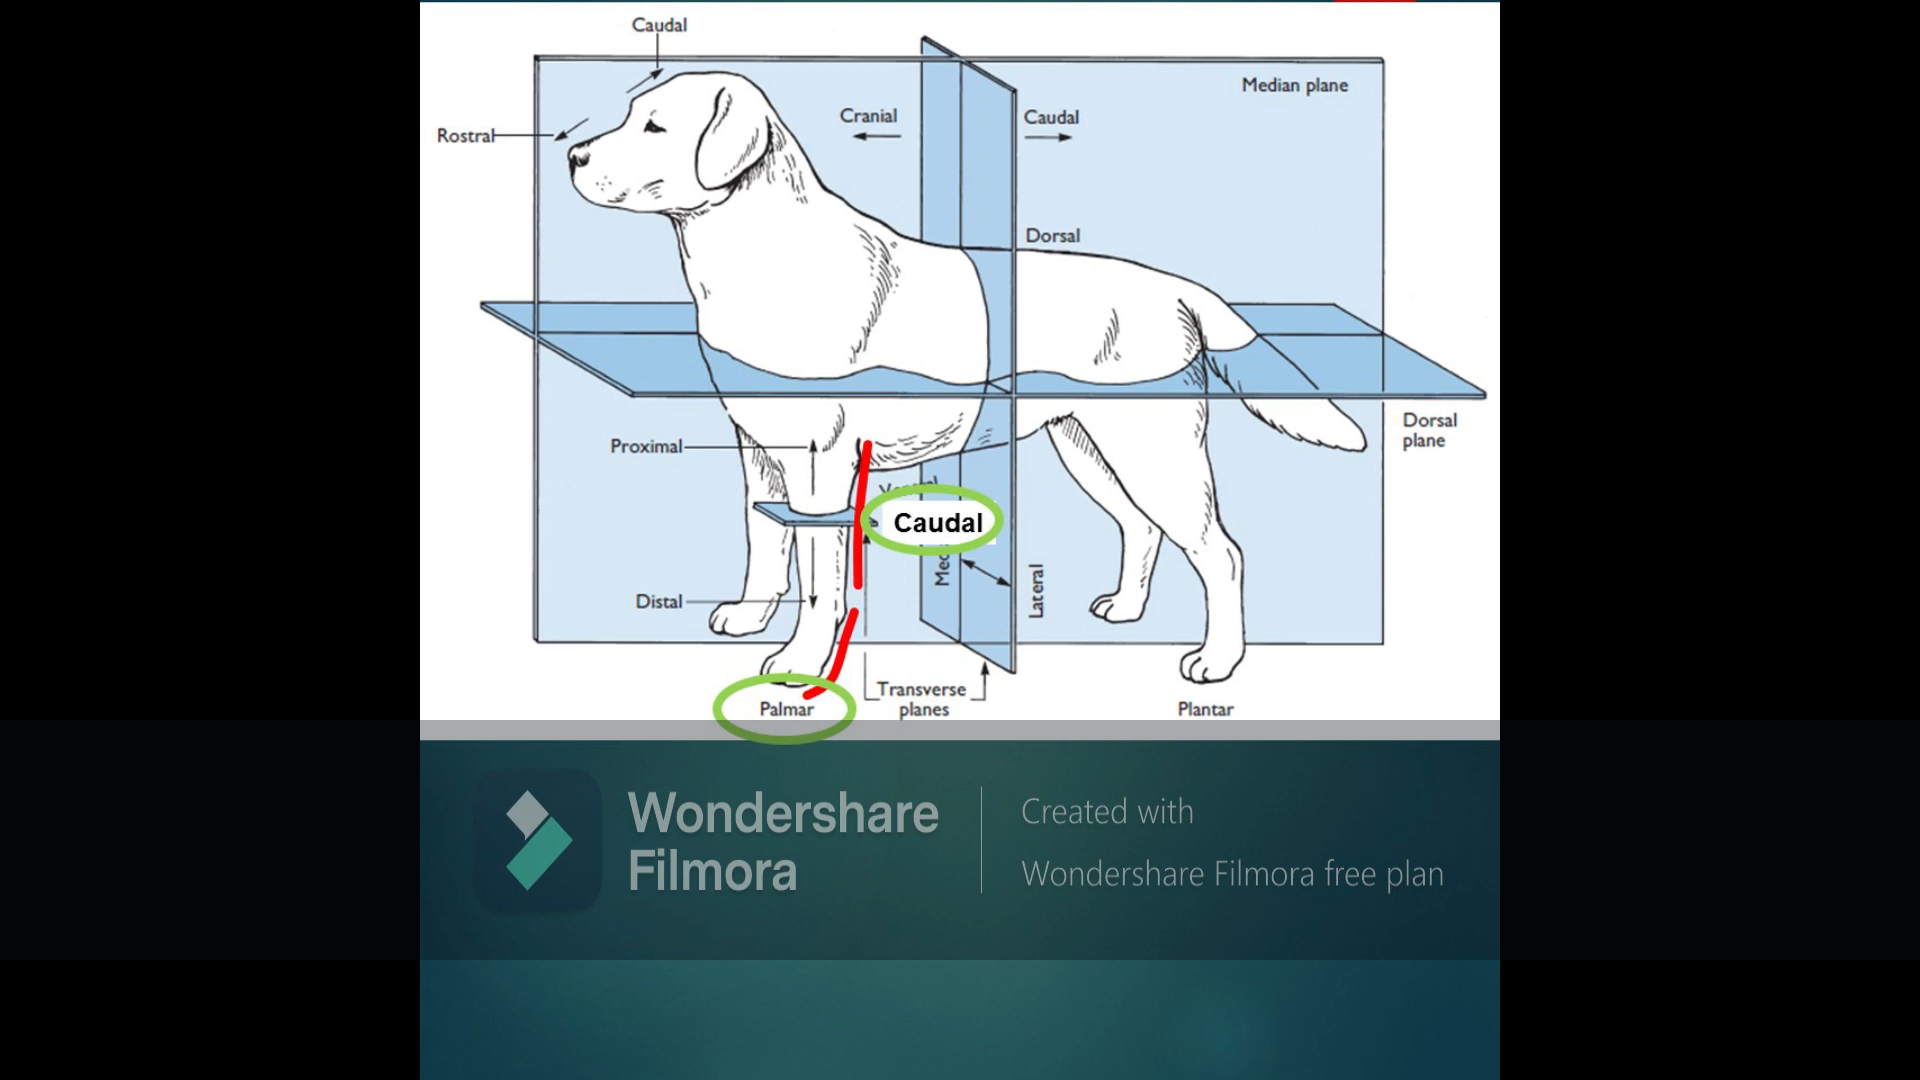 Caudal
Median plane
Cranial
Caudal
Rostral
Dorsal
Dorsal
plane
Proximal
Caudal
Lateral
Distal
Transverse
planes
Palmar
Plantar
Wondershare
Filmora
Created with
Wondershare Filmora free plan